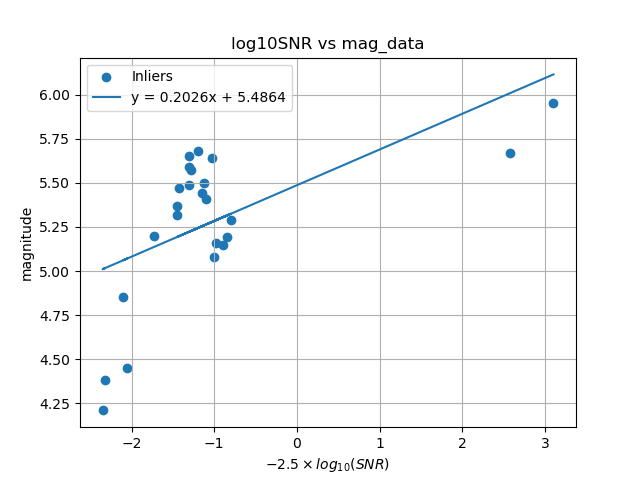 log10SNR vs mag_data
Inliers
y = 0.2026x + 5.4864
6.00
5.75
5.50
5.25
5.00
4.75
4.50
4.25
magnitude
−2
−1
0
1
2
3
−2.5 × log₁₀(SNR)